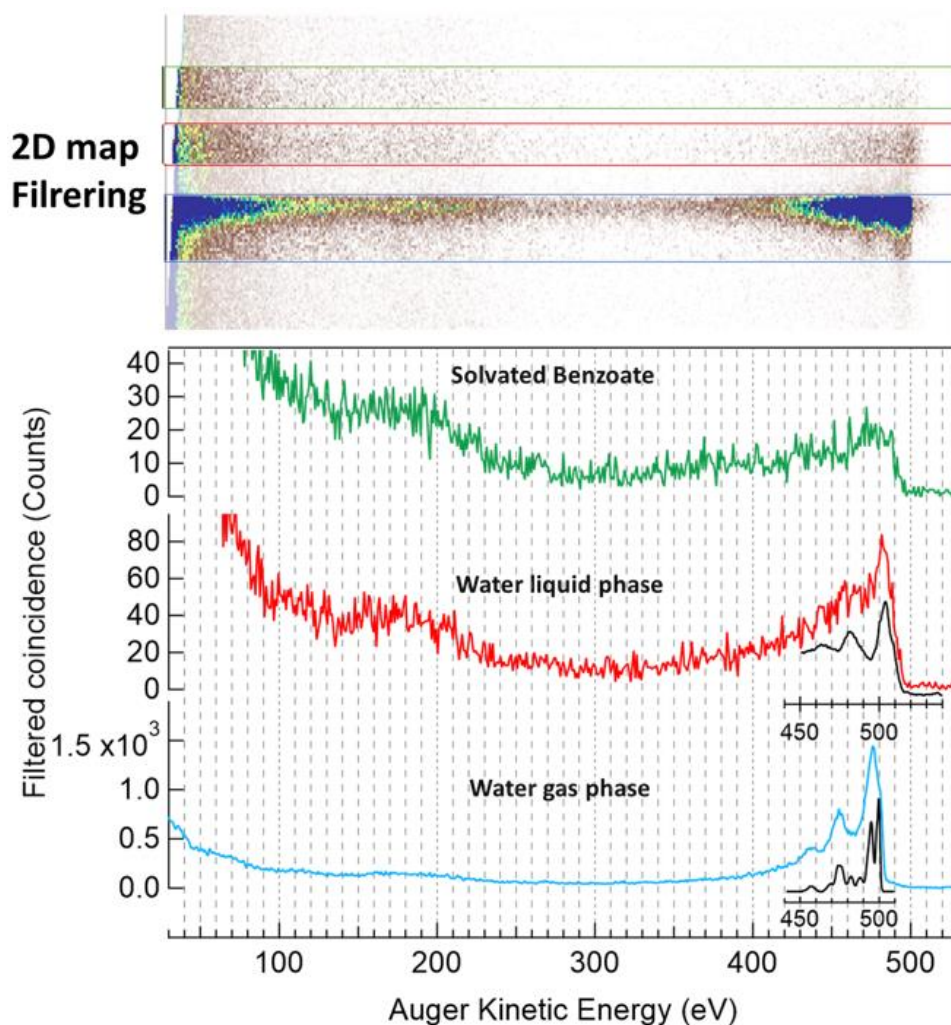 2D map
Filrering
Solvated Benzoate
40
30
20
10
0
Water liquid phase
80
60
40
20
0
450 500
Water gas phase
1.5 x10³
1.0
0.5
0.0
450 500
100 200 300 400 500
Auger Kinetic Energy (eV)
Filtered coincidence (Counts)